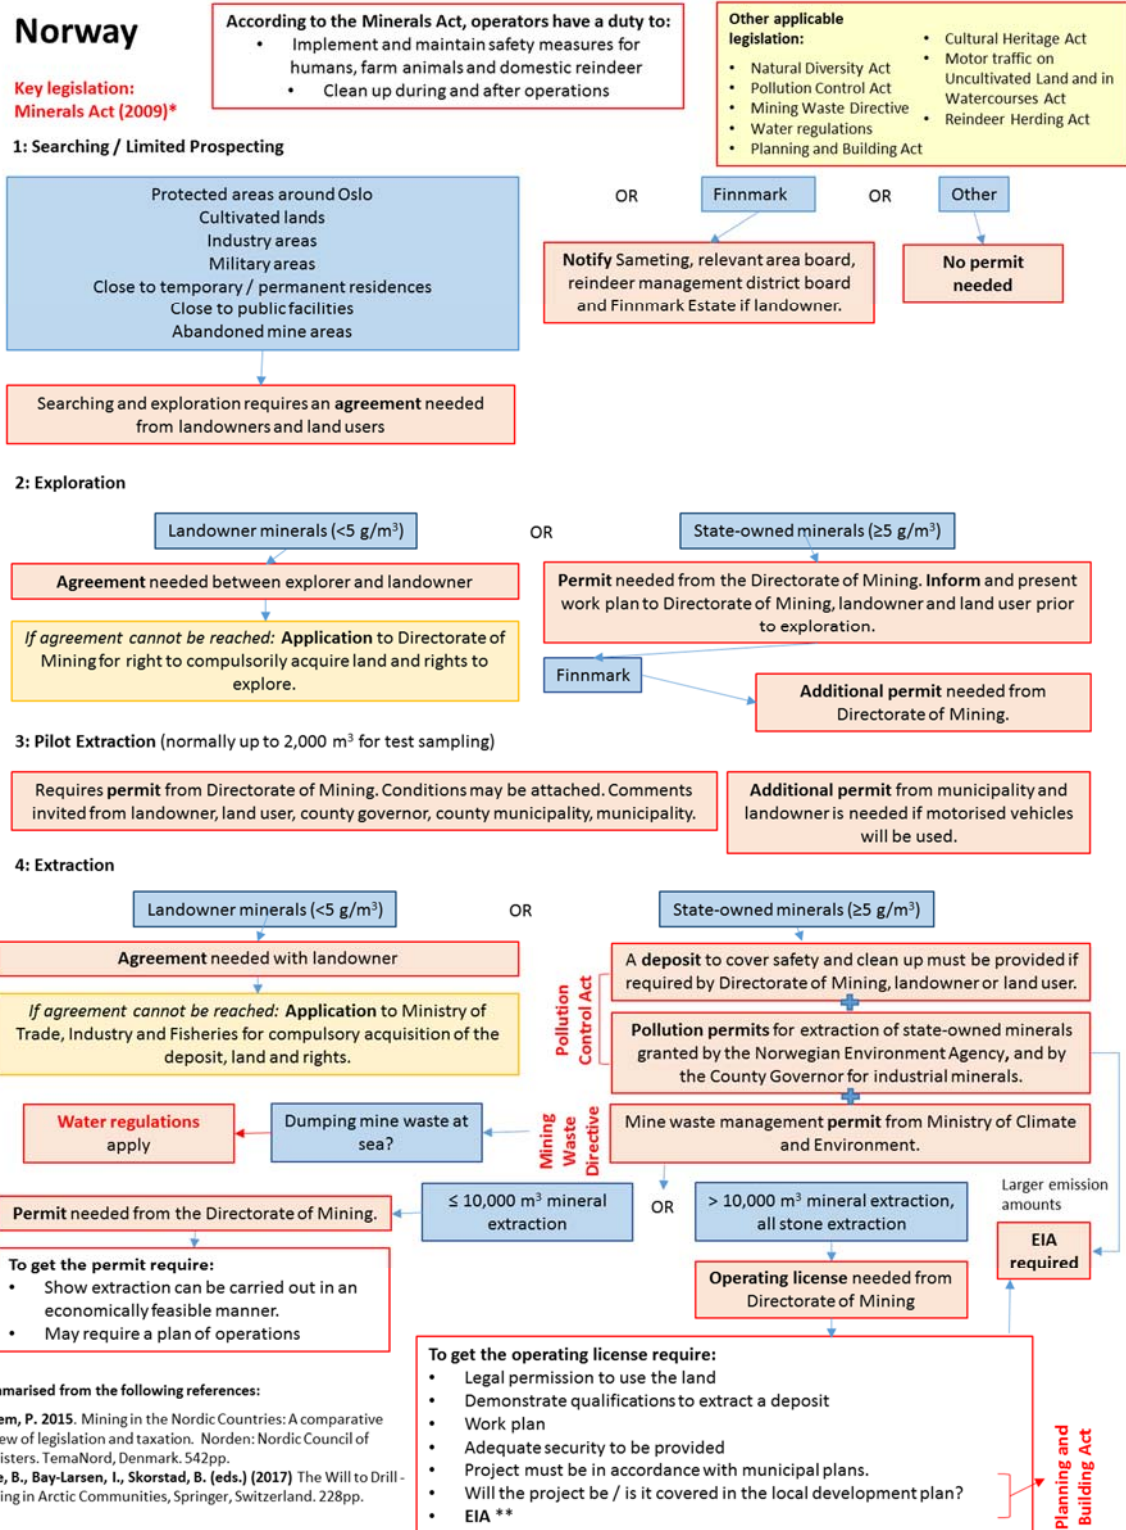 Norway
Key legislation:
Minerals Act (2009)*
According to the Minerals Act, operators have a duty to:
• Implement and maintain safety measures for
humans, farm animals and domestic reindeer
• Clean up during and after operations
Other applicable
legislation:
• Natural Diversity Act
• Pollution Control Act
• Mining Waste Directive
• Water regulations
• Planning and Building Act
• Cultural Heritage Act
• Motor traffic on
Uncultivated Land and in
Watercourses Act
• Reindeer Herding Act
1: Searching / Limited Prospecting
Protected areas around Oslo
Cultivated lands
Industry areas
Military areas
Close to temporary / permanent residences
Close to public facilities
Abandoned mine areas
OR
Finnmark
OR
Other
Notify Sameting, relevant area board,
reindeer management district board
and Finnmark Estate if landowner.
No permit
needed
Searching and exploration requires an agreement needed
from landowners and land users
2: Exploration
Landowner minerals (<5 g/m³)
OR
State-owned minerals (≥5 g/m³)
Agreement needed between explorer and landowner
Permit needed from the Directorate of Mining. Inform and present
work plan to Directorate of Mining, landowner and land user prior
to exploration.
If agreement cannot be reached: Application to Directorate of
Mining for right to compulsorily acquire land and rights to
explore.
Finnmark
Additional permit needed from
Directorate of Mining.
3: Pilot Extraction (normally up to 2,000 m³ for test sampling)
Requires permit from Directorate of Mining. Conditions may be attached. Comments
invited from landowner, land user, county governor, county municipality, municipality.
Additional permit from municipality and
landowner is needed if motorised vehicles
will be used.
4: Extraction
Landowner minerals (<5 g/m³)
OR
State-owned minerals (≥5 g/m³)
Agreement needed with landowner
If agreement cannot be reached: Application to Ministry of
Trade, Industry and Fisheries for compulsory acquisition of the
deposit, land and rights.
Pollution
Control Act
A deposit to cover safety and clean up must be provided if
required by Directorate of Mining, landowner or land user.
Pollution permits for extraction of state-owned minerals
granted by the Norwegian Environment Agency, and by
the County Governor for industrial minerals.
Water regulations
apply
Dumping mine waste at
sea?
Mining
Waste
Directive
Mine waste management permit from Ministry of Climate
and Environment.
Permit needed from the Directorate of Mining.
≤ 10,000 m³ mineral
extraction
OR
> 10,000 m³ mineral extraction,
all stone extraction
Larger emission
amounts
EIA
required
To get the permit require:
• Show extraction can be carried out in an
economically feasible manner.
• May require a plan of operations
Operating license needed from
Directorate of Mining
To get the operating license require:
• Legal permission to use the land
• Demonstrate qualifications to extract a deposit
• Work plan
• Adequate security to be provided
• Project must be in accordance with municipal plans.
• Will the project be / is it covered in the local development plan?
• EIA **
Planning and
Building Act
marised from the following references:
em, P. 2015. Mining in the Nordic Countries: A comparative
ew of legislation and taxation. Norden: Nordic Council of
isters. TemaNord, Denmark. 542pp.
e, B., Bay-Larsen, I., Skorstad, B. (eds.) (2017) The Will to Drill -
ing in Arctic Communities, Springer, Switzerland. 228pp.